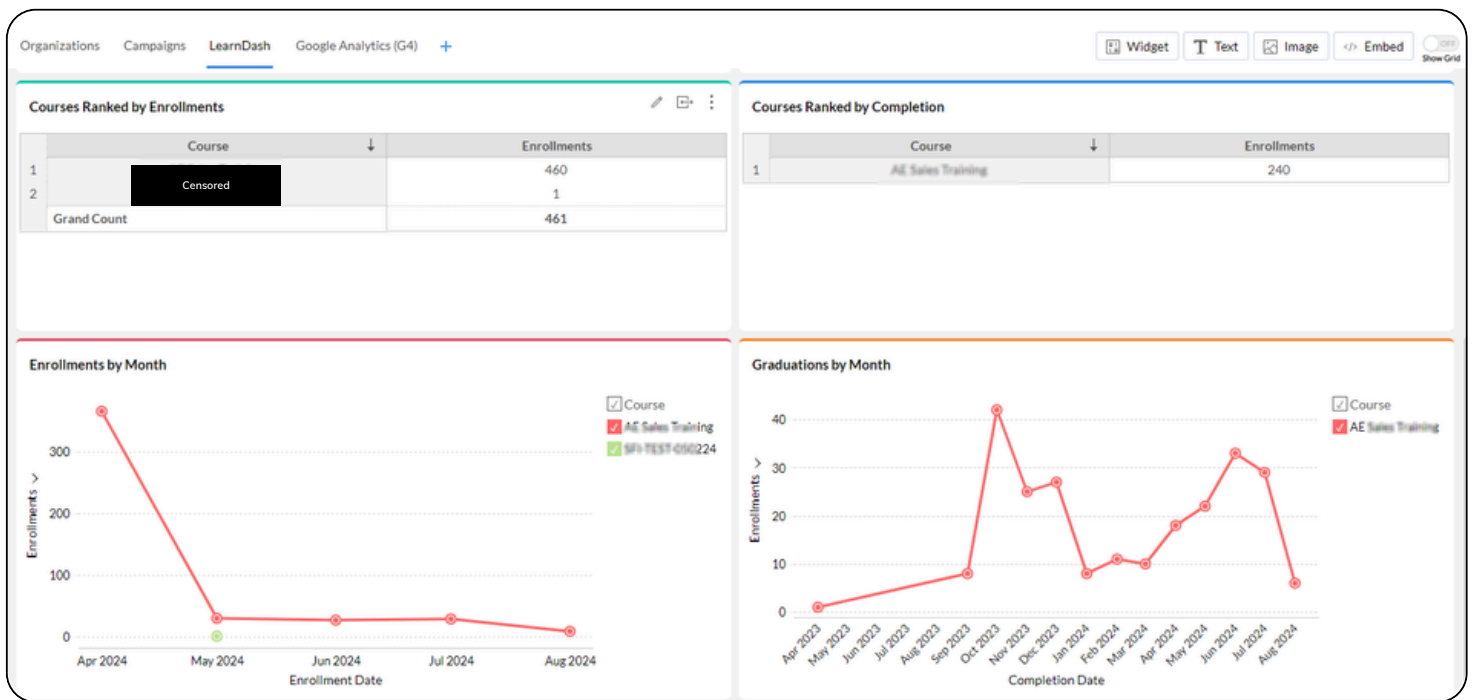 Organizations Campaigns LearnDash Google Analytics (G4) +
Widget Text Image </> Embed OFF
Show Grid
Courses Ranked by Enrollments
Course ↓ Enrollments
1 460
Censored
2 1
Grand Count 461
Courses Ranked by Completion
Course ↓ Enrollments
1 AE Sales Training 240
Enrollments by Month
Course
AE Sales Training
SFI-TEST-050224
Enrollments
300
200
100
0
Apr 2024 May 2024 Jun 2024 Jul 2024 Aug 2024
Enrollment Date
Graduations by Month
Course
AE Sales Training
Enrollments
40
30
20
10
0
Apr 2023 May 2023 Jun 2023 Jul 2023 Aug 2023 Sep 2023 Oct 2023 Nov 2023 Dec 2023 Jan 2024 Feb 2024 Mar 2024 Apr 2024 May 2024 Jun 2024 Jul 2024 Aug 2024
Completion Date